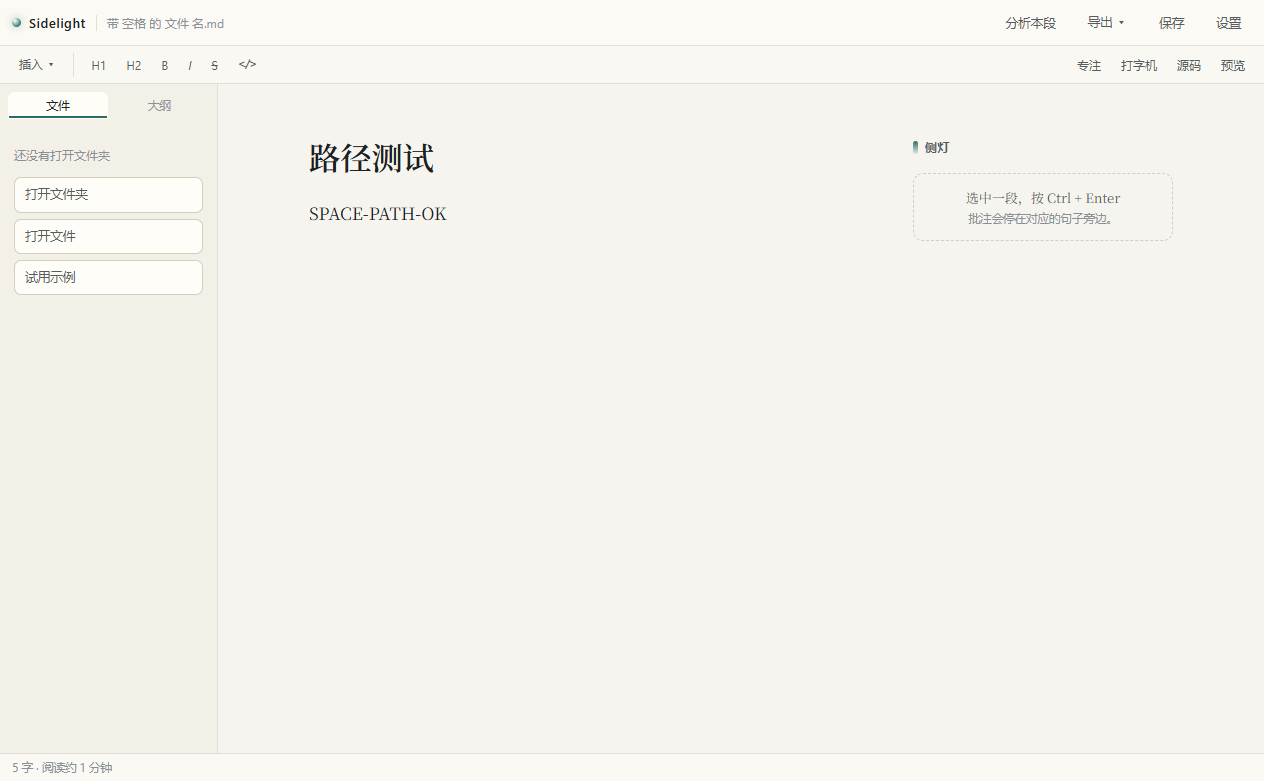 Sidelight 带 空格 的 文件 名.md 分析本段 导出 保存 设置
插入 H1 H2 B I S </> 专注 打字机 源码 预览
文件 大纲
还没有打开文件夹
打开文件夹
打开文件
试用示例
路径测试
SPACE-PATH-OK
侧灯
选中一段，按 Ctrl + Enter
批注会停在对应的句子旁边。
5 字 · 阅读约 1 分钟